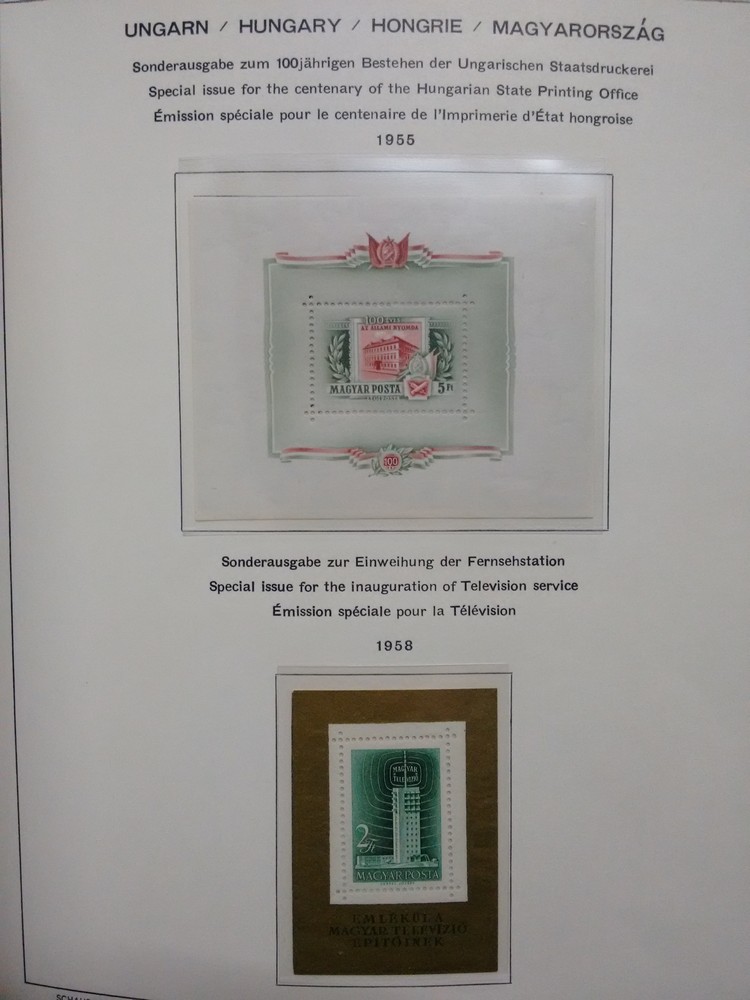 UNGARN / HUNGARY / HONGRIE / MAGYARORSZÁG
Sonderausgabe zum 100jährigen Bestehen der Ungarischen Staatsdruckerei
Special issue for the centenary of the Hungarian State Printing Office
Émission spéciale pour le centenaire de l'Imprimerie d'État hongroise
1955
100 ÉVES
AZ ÁLLAMI NYOMDA
MAGYAR POSTA 5 Ft
100
Sonderausgabe zur Einweihung der Fernsehstation
Special issue for the inauguration of Television service
Émission spéciale pour la Télévision
1958
MAGYAR
TELEVIZIÓ
2 Ft
MAGYAR POSTA
EMLÉKÜL A
MAGYAR TELEVÍZIÓ
ÉPÍTŐINEK